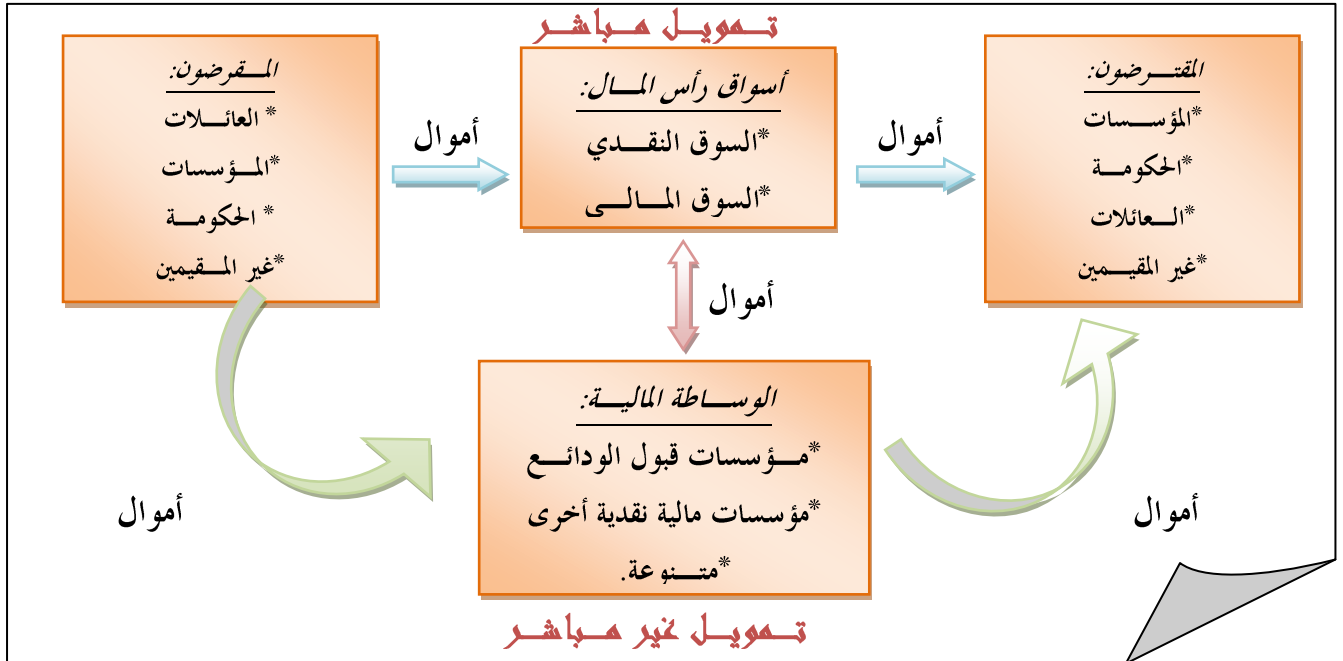 تمويل مباشر
المقترضون:
*المؤسسات
*الحكومة
*العائلات
*غير المقيمين
أموال
أسواق رأس المال:
*السوق النقدي
*السوق المالى
أموال
المقرضون:
* العائلات
*المؤسسات
* الحكومة
*غير المقيمين
أموال
الوساطة المالية:
*مؤسسات قبول الودائع
*مؤسسات مالية نقدية أخرى
*متنوعة.
أموال
أموال
تمويل غير مباشر